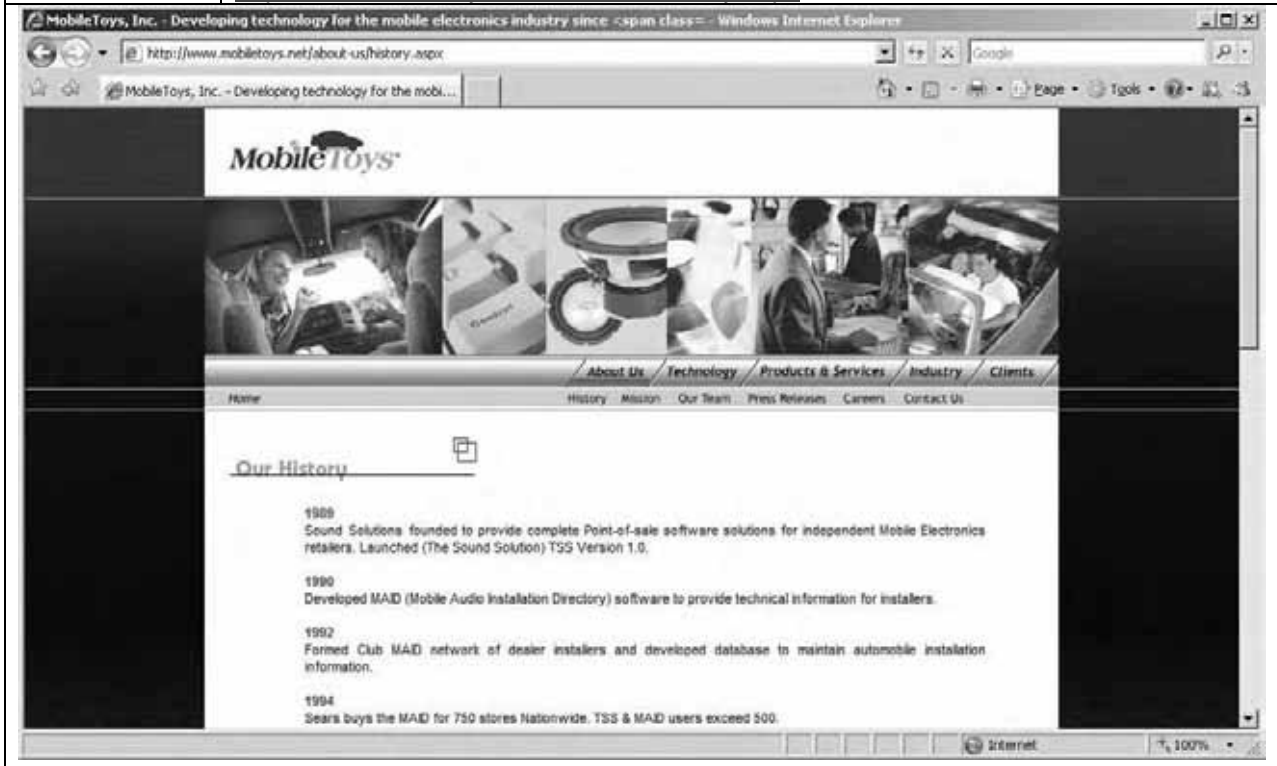 MobileToys, Inc. - Developing technology for the mobile electronics industry since <span class= - Windows Internet Explorer
http://www.mobiletoys.net/about-us/history.aspx
Google
MobileToys, Inc. - Developing technology for the mobi...
Page
Tools
MobileToys
About Us Technology Products & Services Industry Clients
Home History Mission Our Team Press Releases Careers Contact Us
Our History
1989
Sound Solutions founded to provide complete Point-of-sale software solutions for independent Mobile Electronics
retailers. Launched (The Sound Solution) TSS Version 1.0.
1990
Developed MAID (Mobile Audio Installation Directory) software to provide technical information for installers.
1992
Formed Club MAID network of dealer installers and developed database to maintain automobile installation
information.
1994
Sears buys the MAID for 750 stores Nationwide. TSS & MAID users exceed 500.
Internet
100%